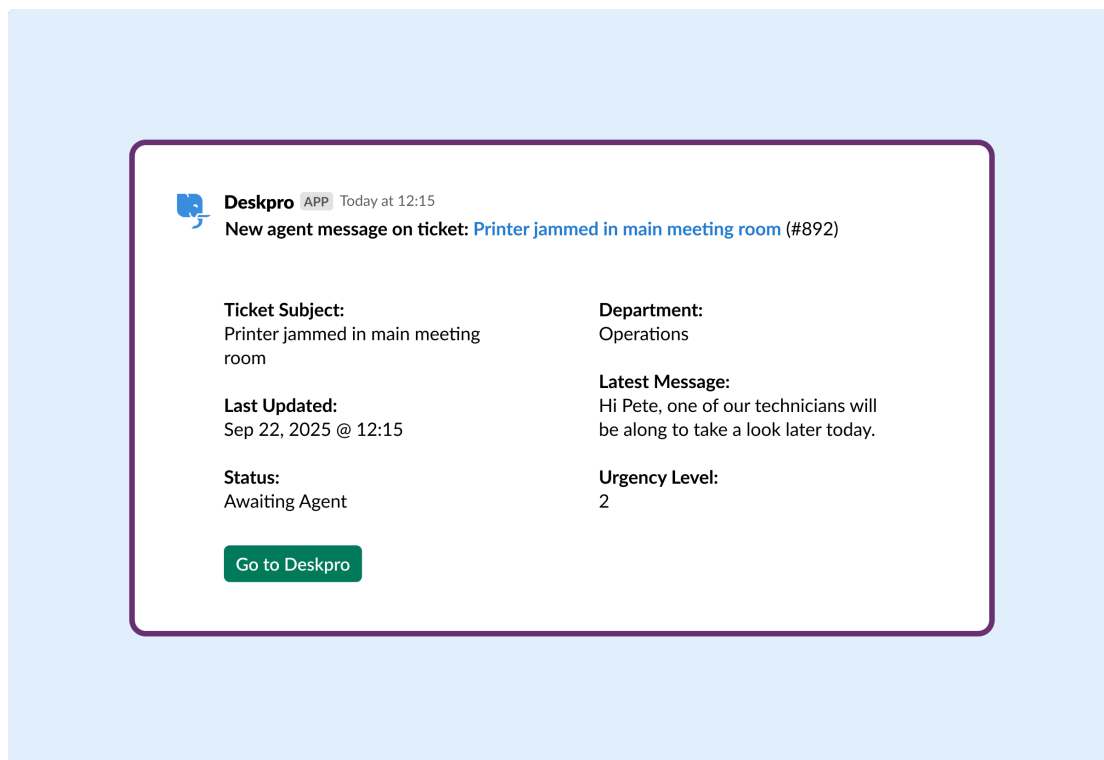 Deskpro APP Today at 12:15
New agent message on ticket: Printer jammed in main meeting room (#892)
Ticket Subject:
Printer jammed in main meeting
room
Last Updated:
Sep 22, 2025 @ 12:15
Status:
Awaiting Agent
Department:
Operations
Latest Message:
Hi Pete, one of our technicians will
be along to take a look later today.
Urgency Level:
2
Go to Deskpro